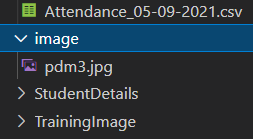 Attendance_05-09-2021.csv
image
pdm3.jpg
StudentDetails
TrainingImage